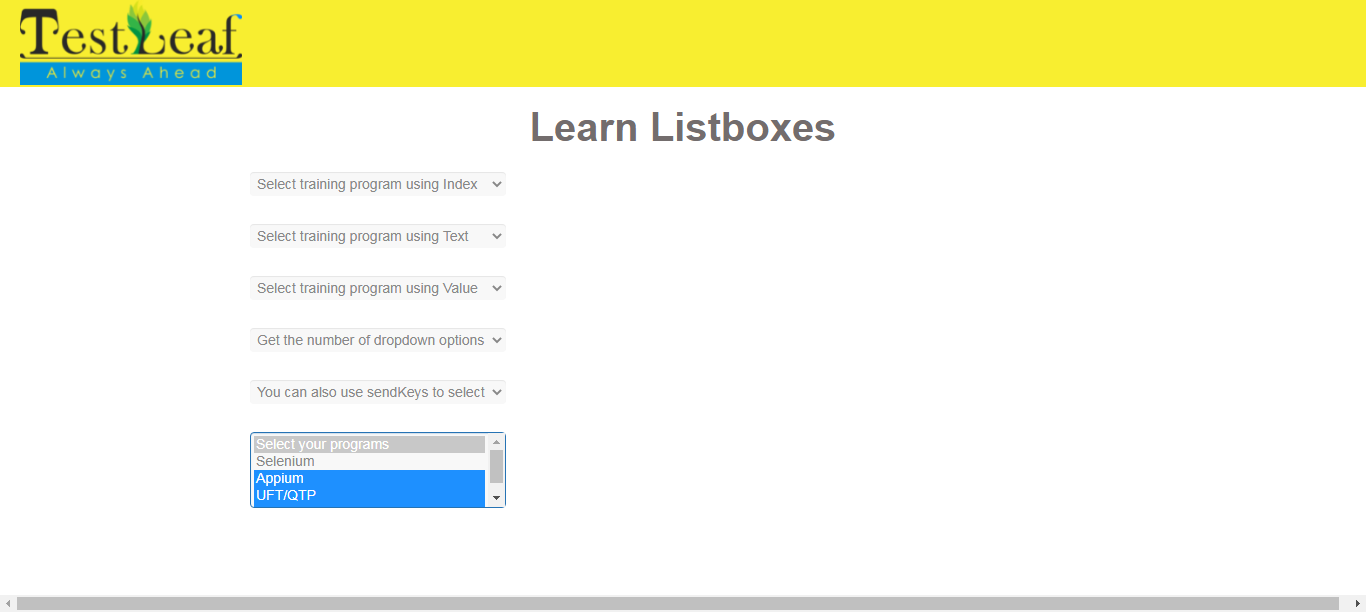 TestLeaf
Always Ahead
Learn Listboxes
Select training program using Index
Select training program using Text
Select training program using Value
Get the number of dropdown options
You can also use sendKeys to select
Select your programs
Selenium
Appium
UFT/QTP